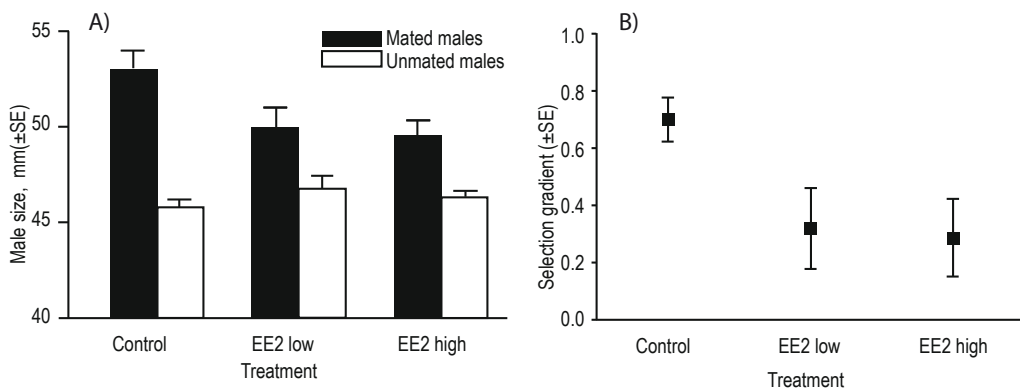 A)
Mated males
Unmated males
55
50
45
40
Male size, mm(±SE)
Control
EE2 low
EE2 high
Treatment
B)
1.0
0.8
0.6
0.4
0.2
0.0
Selection gradient (±SE)
Control
EE2 low
EE2 high
Treatment